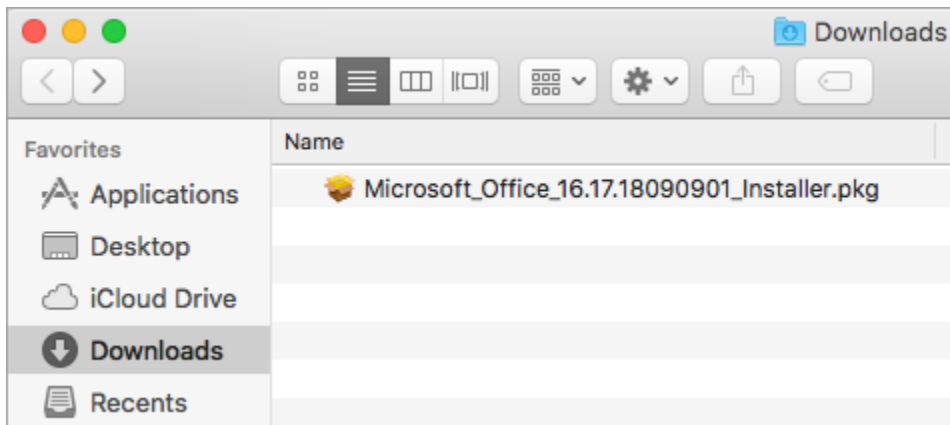 Downloads
Favorites
Name
Applications
Microsoft_Office_16.17.18090901_Installer.pkg
Desktop
iCloud Drive
Downloads
Recents